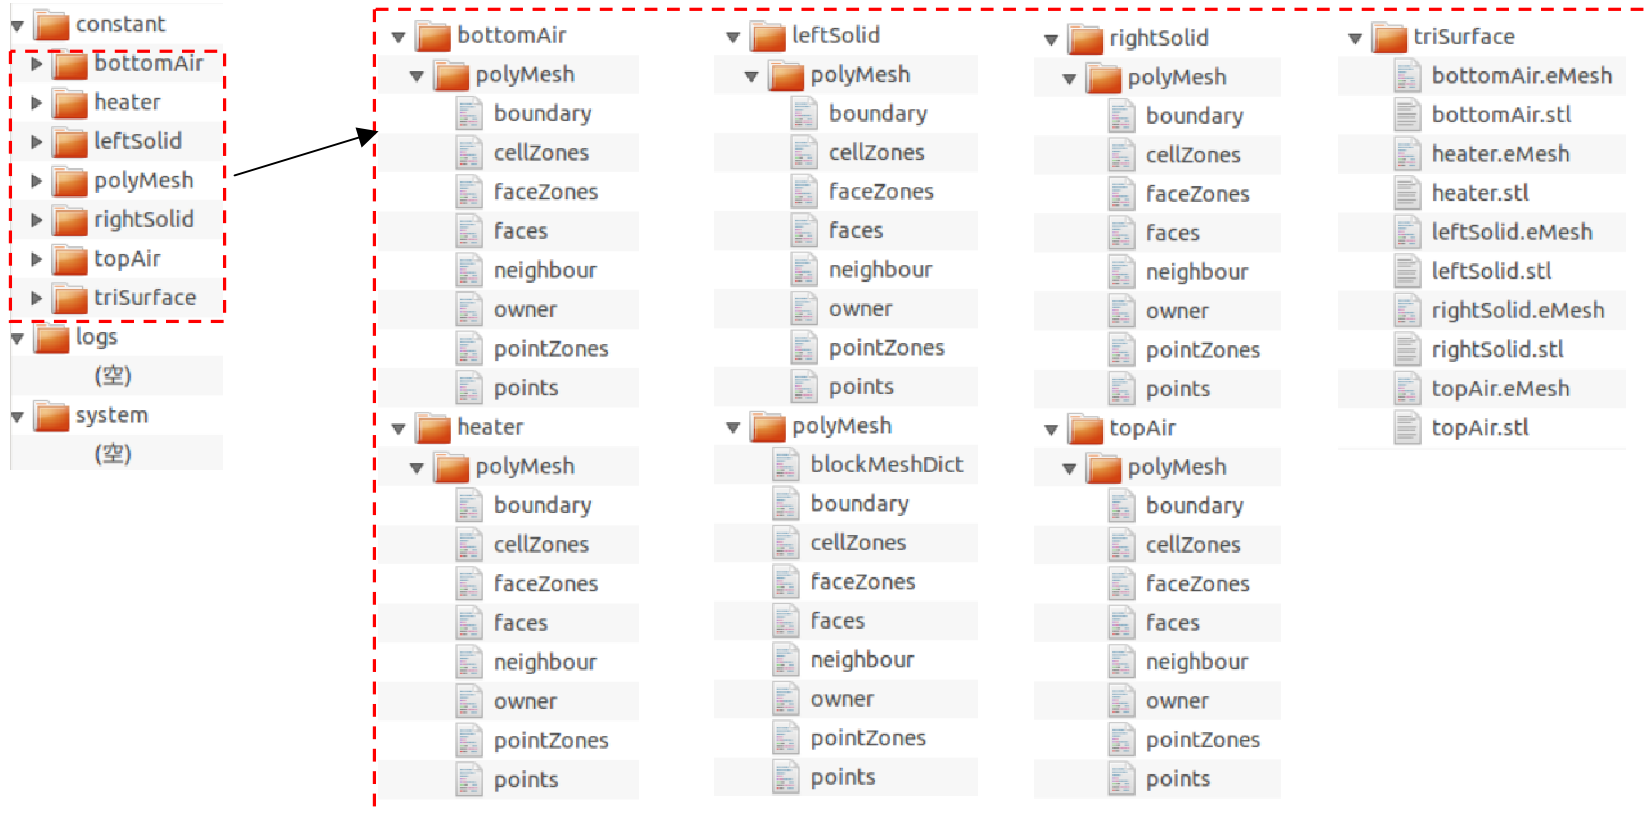 constant
bottomAir
heater
leftSolid
polyMesh
rightSolid
topAir
triSurface
logs
(空)
system
(空)
bottomAir
polyMesh
boundary
cellZones
faceZones
faces
neighbour
owner
pointZones
points
heater
polyMesh
boundary
cellZones
faceZones
faces
neighbour
owner
pointZones
points
leftSolid
polyMesh
boundary
cellZones
faceZones
faces
neighbour
owner
pointZones
points
polyMesh
blockMeshDict
boundary
cellZones
faceZones
faces
neighbour
owner
pointZones
points
rightSolid
polyMesh
boundary
cellZones
faceZones
faces
neighbour
owner
pointZones
points
topAir
polyMesh
boundary
cellZones
faceZones
faces
neighbour
owner
pointZones
points
triSurface
bottomAir.eMesh
bottomAir.stl
heater.eMesh
heater.stl
leftSolid.eMesh
leftSolid.stl
rightSolid.eMesh
rightSolid.stl
topAir.eMesh
topAir.stl